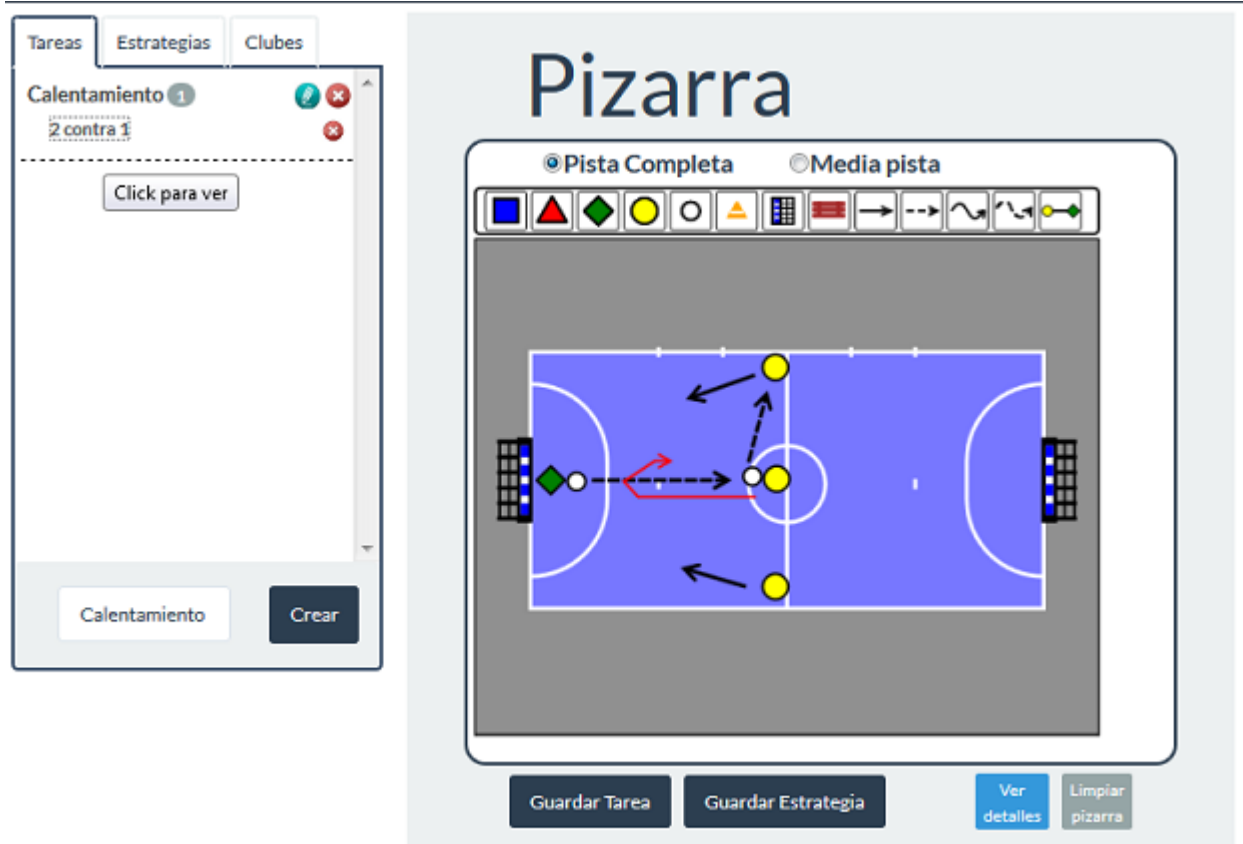 Tareas
Estrategias
Clubes
Calentamiento 1
2 contra 1
Click para ver
Calentamiento
Crear
Pizarra
Pista Completa
Media pista
Guardar Tarea
Guardar Estrategia
Ver
detalles
Limpiar
pizarra